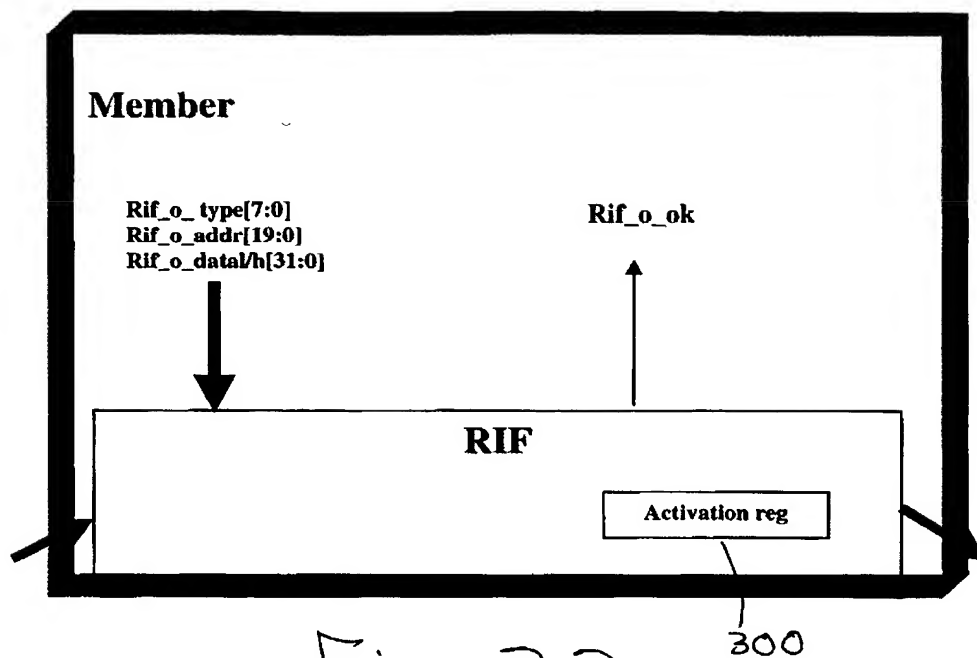 Member
Rif_o_ type[7:0]
Rif_o_addr[19:0]
Rif_o_datal/h[31:0]
Rif_o_ok
RIF
Activation reg
300